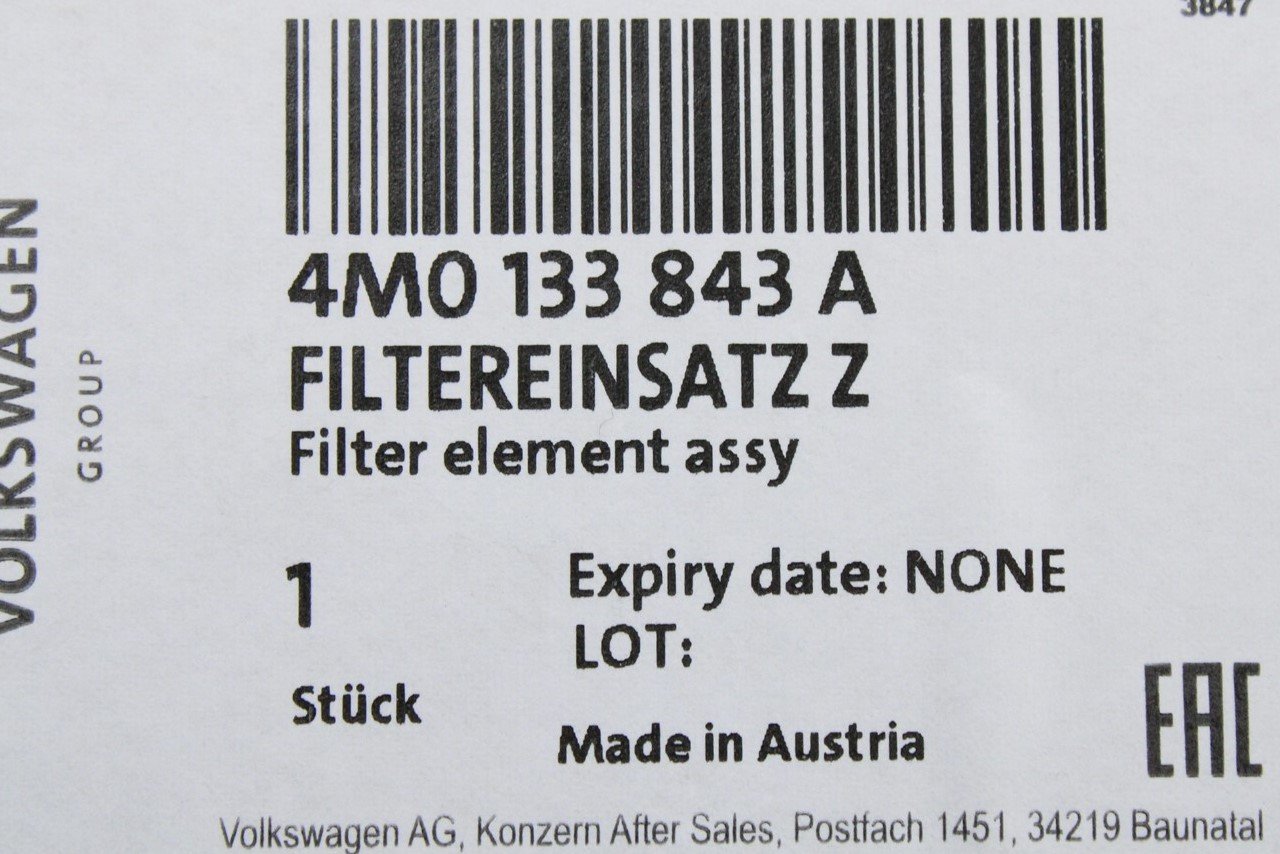 3847
4M0 133 843 A
FILTEREINSATZ Z
Filter element assy
VOLKSWAGEN
GROUP
1
Expiry date: NONE
LOT:
Stück
Made in Austria
EAC
Volkswagen AG, Konzern After Sales, Postfach 1451, 34219 Baunatal